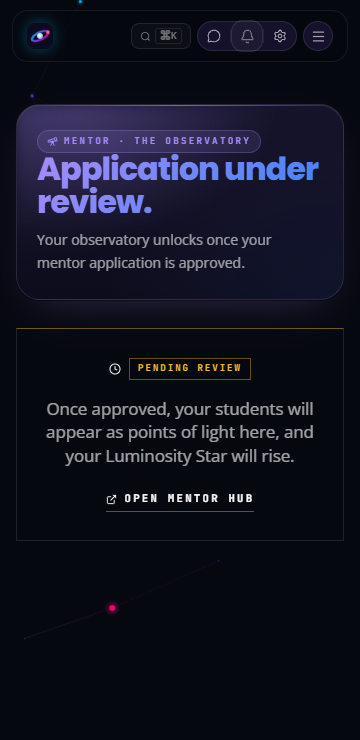 ⌘K
MENTOR · THE OBSERVATORY
Application under
review.
Your observatory unlocks once your
mentor application is approved.
PENDING REVIEW
Once approved, your students will
appear as points of light here, and
your Luminosity Star will rise.
OPEN MENTOR HUB